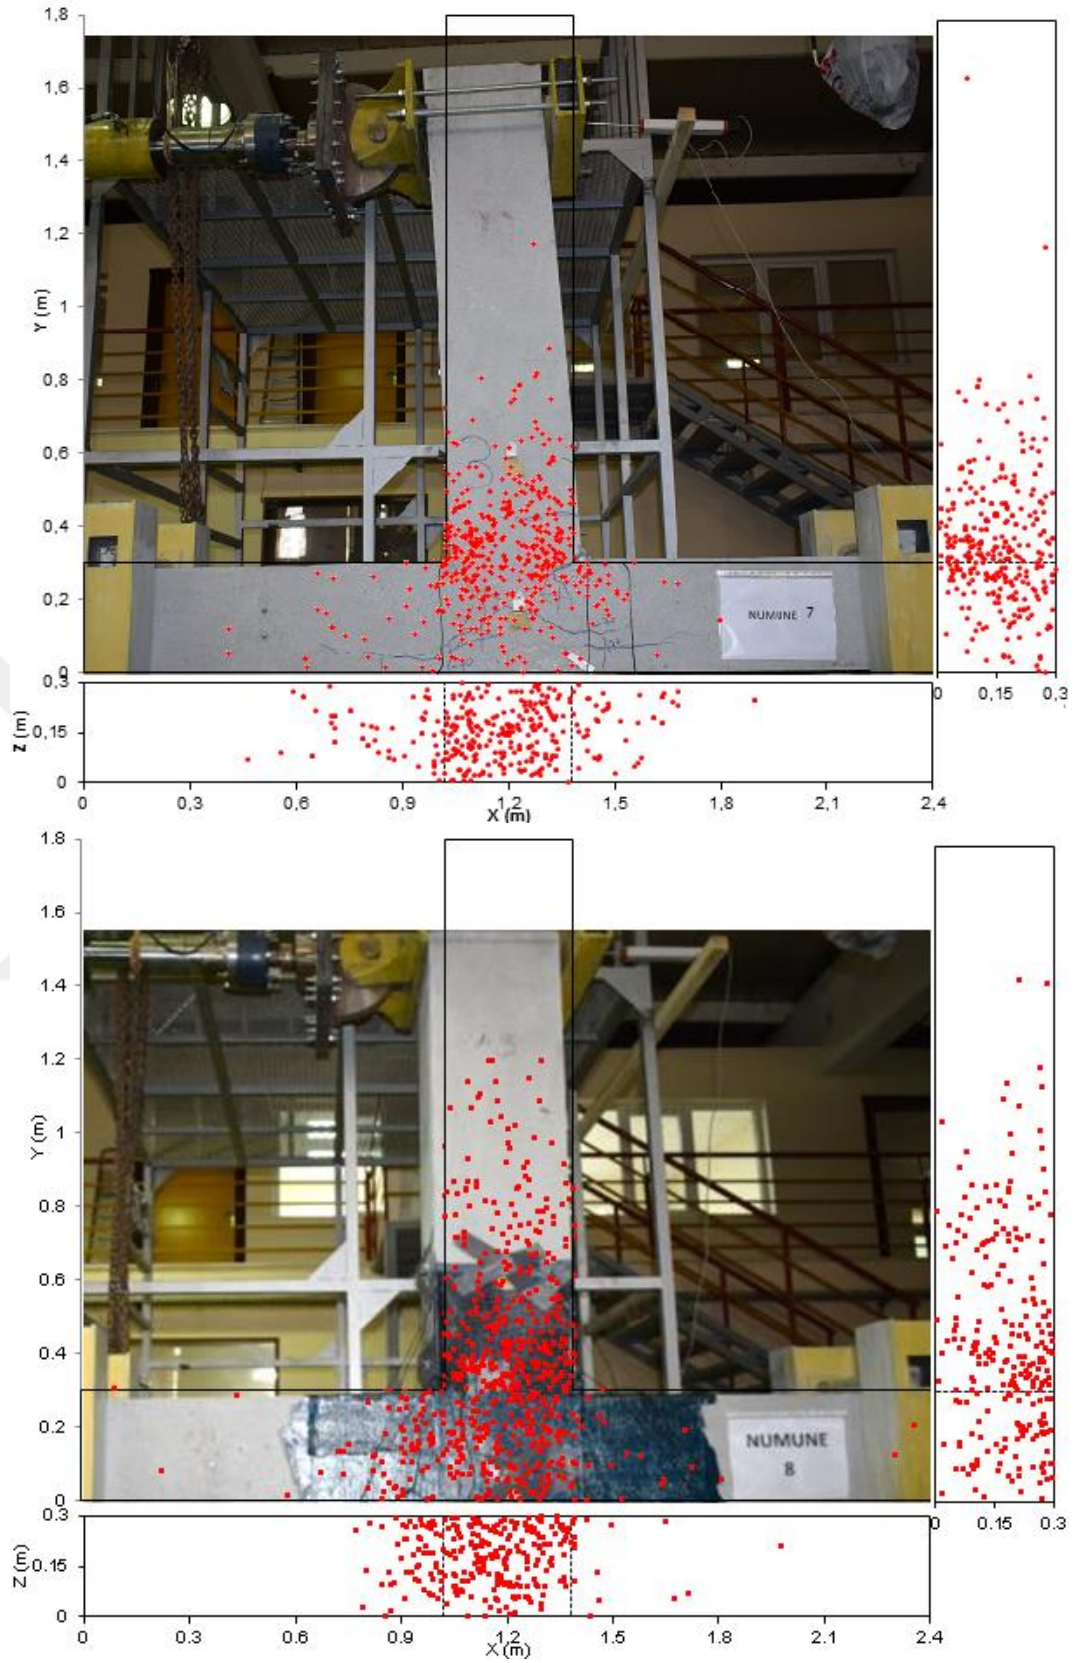 1,8
1,6
1,4
1,2
1
0,8
0,6
0,4
0,2
0
Y (m)
NUMUNE 7
0 0,15 0,3
0,3
0,15
0
Z (m)
0 0,3 0,6 0,9 1,2 1,5 1,8 2,1 2,4
X (m)
1.8
1.6
1.4
1.2
1
0.8
0.6
0.4
0.2
0
Y (m)
NUMUNE
8
0 0.15 0.3
0.3
0.15
0
Z (m)
0 0.3 0.6 0.9 1.2 1.5 1.8 2.1 2.4
X (m)